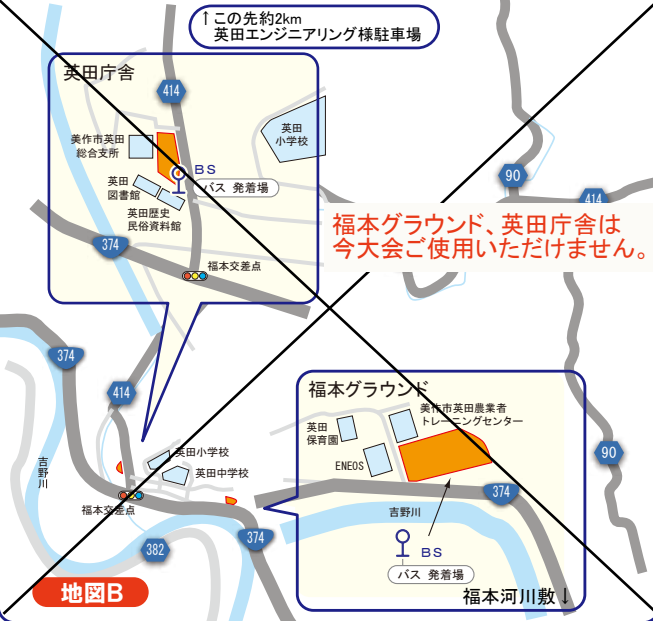 ↑この先約2km
英田エンジニアリング様駐車場
英田庁舎
414
英田
小学校
美作市英田
総合支所
BS
バス 発着場
英田
図書館
英田歴史
民俗資料館
374
福本交差点
90
414
福本グラウンド、英田庁舎は
今大会ご使用いただけません。
374
414
吉野川
英田小学校
英田中学校
福本交差点
382
374
地図B
福本グラウンド
英田
保育園
美作市英田農業者
トレーニングセンター
ENEOS
374
吉野川
BS
バス 発着場
福本河川敷↓
90